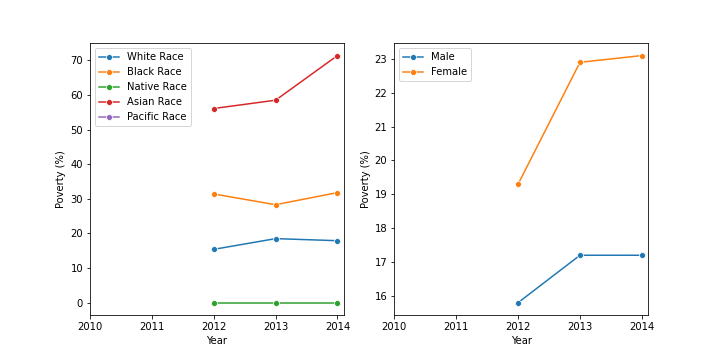 White Race
Black Race
Native Race
Asian Race
Pacific Race
70
60
50
40
30
20
10
0
Poverty (%)
2010 2011 2012 2013 2014
Year
Male
Female
23
22
21
20
19
18
17
16
Poverty (%)
2010 2011 2012 2013 2014
Year